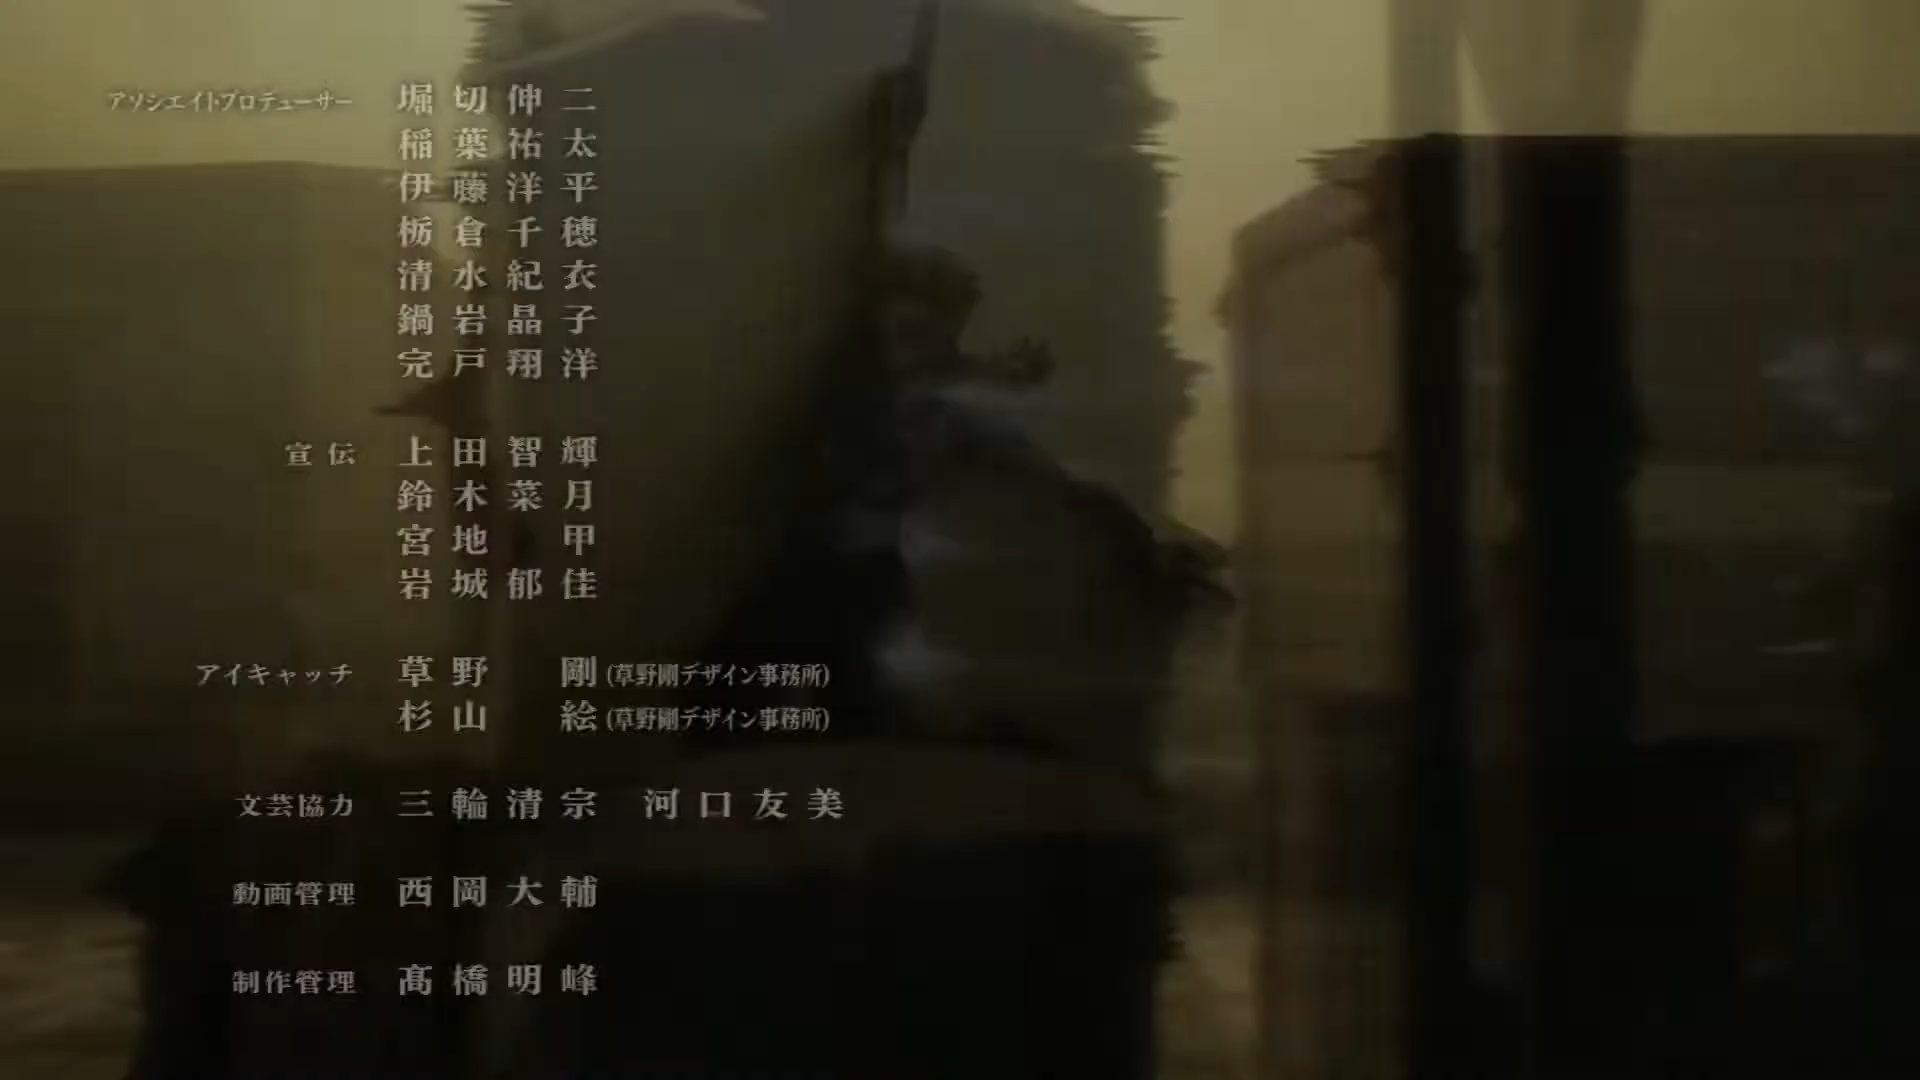 アソシエイトプロデューサー 堀切伸二
稲葉祐太
伊藤洋平
栃倉千穂
清水紀衣
鍋岩晶子
完戸翔洋
宣伝 上田智輝
鈴木菜月
宮地 甲
岩城郁佳
アイキャッチ 草野 剛(草野剛デザイン事務所)
杉山 絵(草野剛デザイン事務所)
文芸協力 三輪清宗 河口友美
動画管理 西岡大輔
制作管理 髙橋明峰